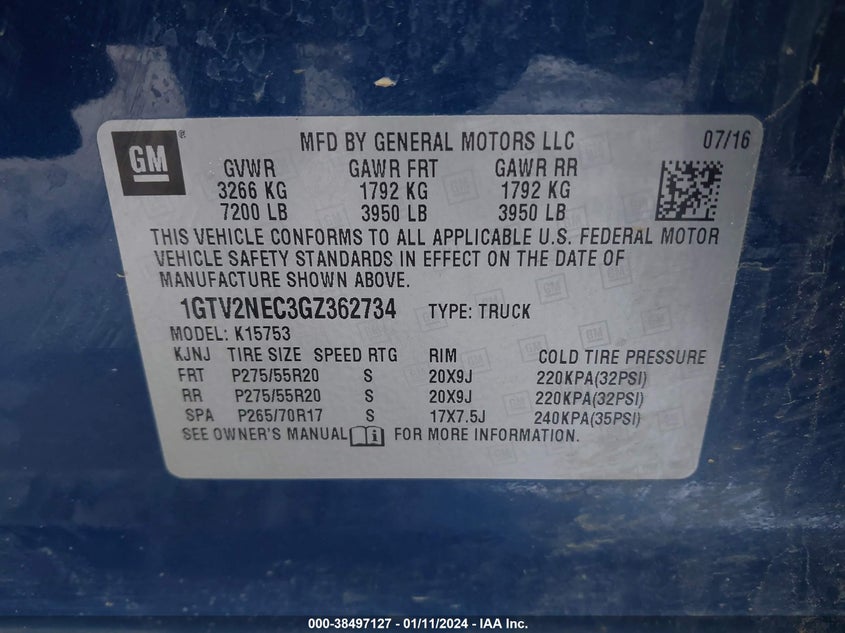 GM ®
MFD BY GENERAL MOTORS LLC 07/16
GVWR GAWR FRT GAWR RR
3266 KG 1792 KG 1792 KG
7200 LB 3950 LB 3950 LB
THIS VEHICLE CONFORMS TO ALL APPLICABLE U.S. FEDERAL MOTOR
VEHICLE SAFETY STANDARDS IN EFFECT ON THE DATE OF
MANUFACTURE SHOWN ABOVE.
1GTV2NEC3GZ362734 TYPE: TRUCK
MODEL: K15753
KJNJ TIRE SIZE SPEED RTG RIM COLD TIRE PRESSURE
FRT P275/55R20 S 20X9J 220KPA(32PSI)
RR P275/55R20 S 20X9J 220KPA(32PSI)
SPA P265/70R17 S 17X7.5J 240KPA(35PSI)
SEE OWNER'S MANUAL FOR MORE INFORMATION.
000-38497127 - 01/11/2024 - IAA Inc.